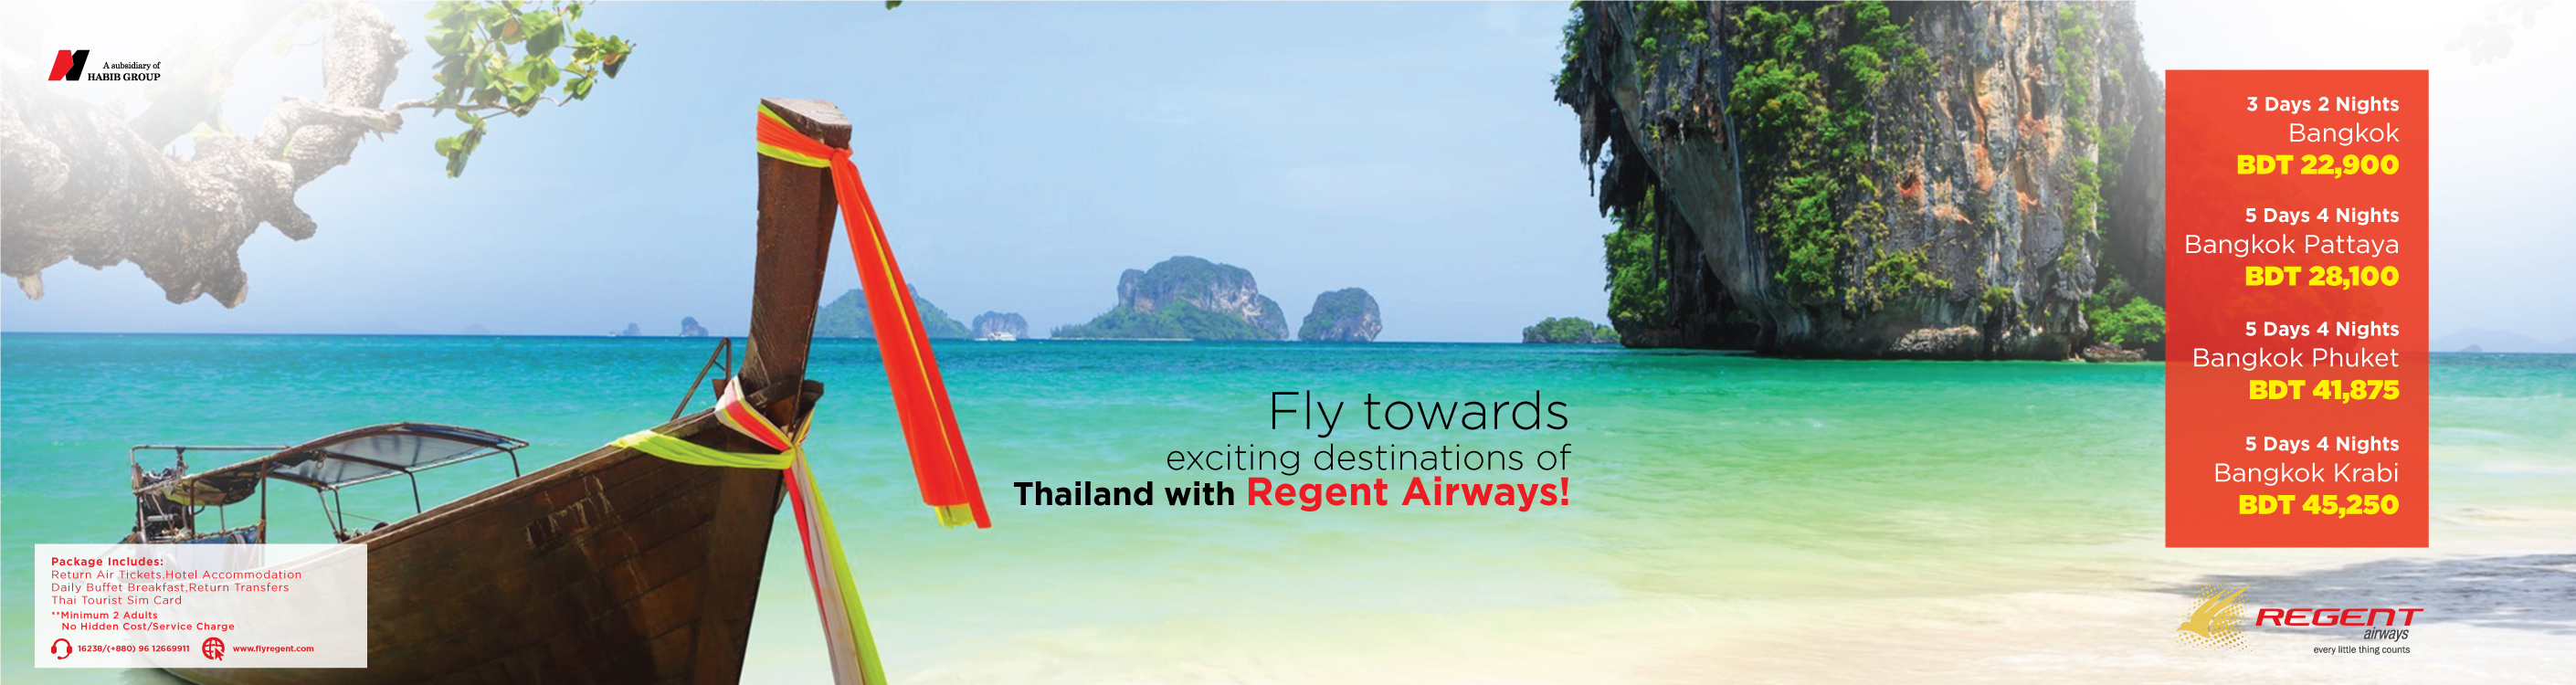 A subsidiary of
HABIB GROUP
3 Days 2 Nights
Bangkok
BDT 22,900
5 Days 4 Nights
Bangkok Pattaya
BDT 28,100
5 Days 4 Nights
Bangkok Phuket
BDT 41,875
5 Days 4 Nights
Bangkok Krabi
BDT 45,250
Fly towards
exciting destinations of
Thailand with Regent Airways!
Package Includes:
Return Air Tickets,Hotel Accommodation
Daily Buffet Breakfast,Return Transfers
Thai Tourist Sim Card
**Minimum 2 Adults
No Hidden Cost/Service Charge
16238/(+880) 96 12669911 www.flyregent.com
REGENT
airways
every little thing counts